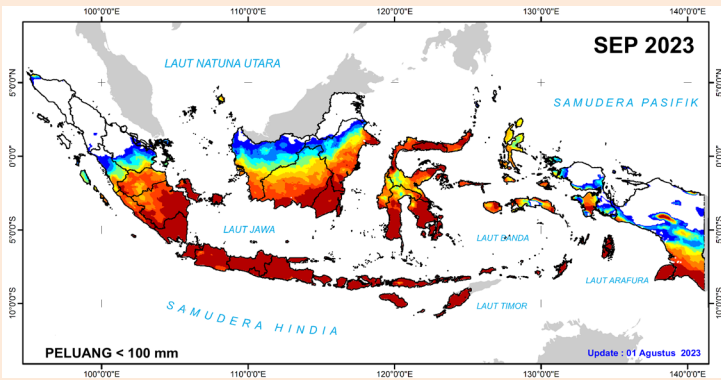 100°0'0"E 110°0'0"E 120°0'0"E 130°0'0"E 140°0'0"E
SEP 2023
LAUT NATUNA UTARA
5°0'0"N 5°0'0"N
SAMUDERA PASIFIK
0°0'0" 0°0'0"
5°0'0"S 5°0'0"S
LAUT JAWA
LAUT BANDA
LAUT ARAFURA
SAMUDERA HINDIA
LAUT TIMOR
10°0'0"S 10°0'0"S
PELUANG < 100 mm
Update : 01 Agustus 2023
100°0'0"E 110°0'0"E 120°0'0"E 130°0'0"E 140°0'0"E